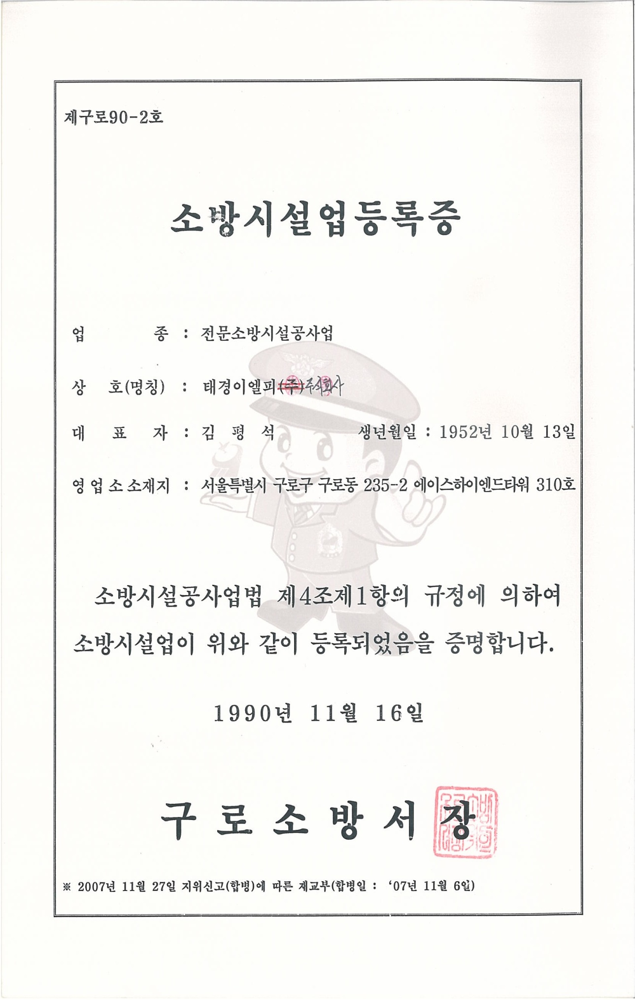 제구로90-2호
소방시설업등록증
업 종 : 전문소방시설공사업
상 호(명칭) : 태경이엘피(주)주식회사
대 표 자 : 김 평 석 생년월일 : 1952년 10월 13일
영 업 소 소재지 : 서울특별시 구로구 구로동 235-2 에이스하이엔드타워 310호
소방시설공사업법 제4조제1항의 규정에 의하여
소방시설업이 위와 같이 등록되었음을 증명합니다.
1990년 11월 16일
구 로 소 방 서 장
※ 2007년 11월 27일 지위신고(합병)에 따른 재교부(합병일 : ‘07년 11월 6일)